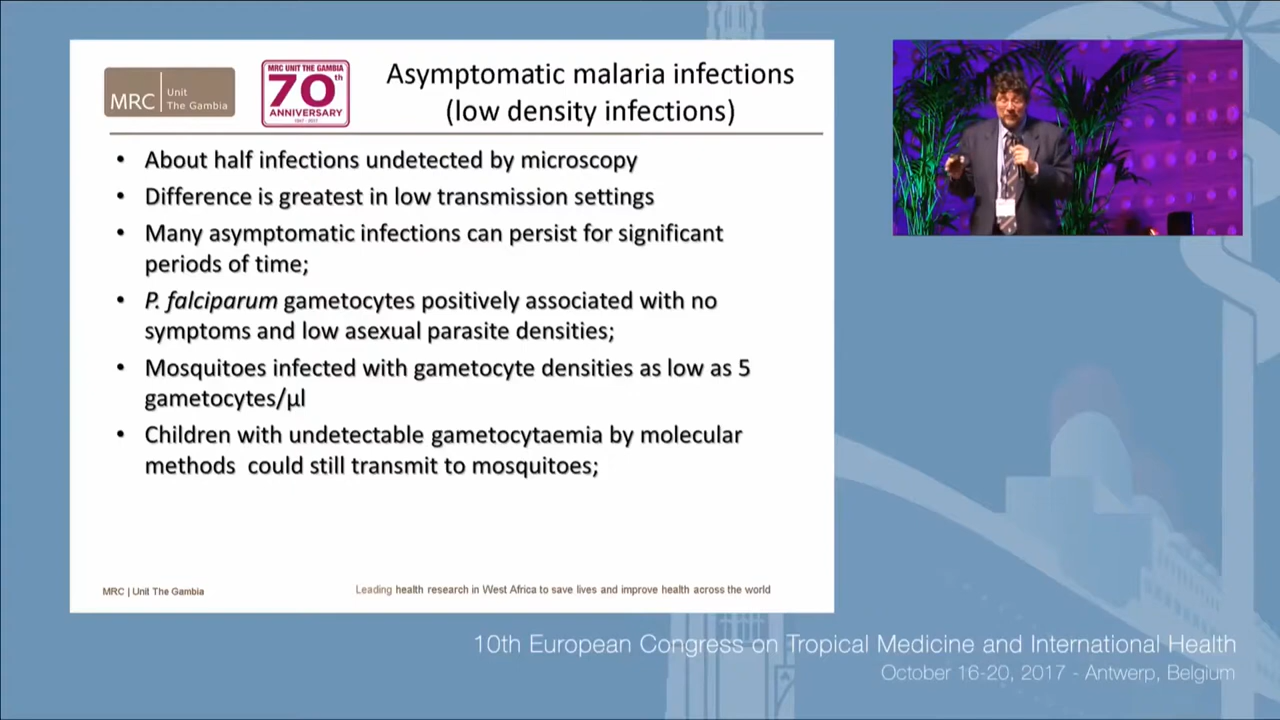 MRC
Unit
The Gambia
MRC UNIT THE GAMBIA
70th
ANNIVERSARY
Asymptomatic malaria infections
(low density infections)
• About half infections undetected by microscopy
• Difference is greatest in low transmission settings
• Many asymptomatic infections can persist for significant
periods of time;
• P. falciparum gametocytes positively associated with no
symptoms and low asexual parasite densities;
• Mosquitoes infected with gametocyte densities as low as 5
gametocytes/µl
• Children with undetectable gametocytaemia by molecular
methods could still transmit to mosquitoes;
MRC | Unit The Gambia
Leading health research in West Africa to save lives and improve health across the world
10th European Congress on Tropical Medicine and International Health
October 16-20, 2017 - Antwerp, Belgium